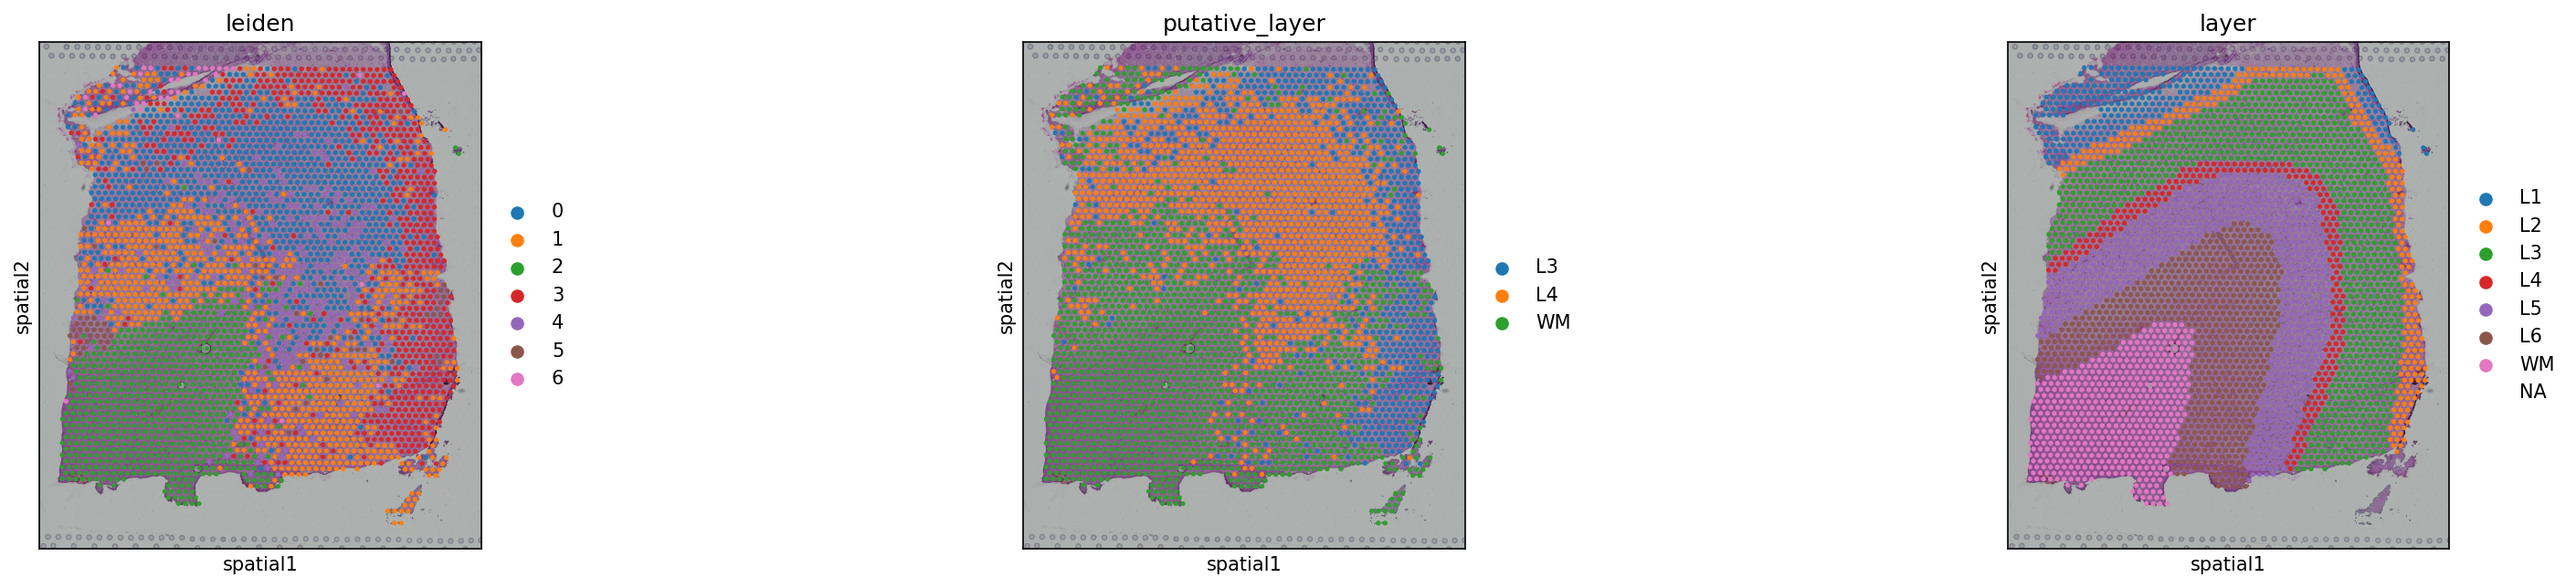 leiden
spatial2
spatial1
0
1
2
3
4
5
6
putative_layer
spatial2
spatial1
L3
L4
WM
layer
spatial2
spatial1
L1
L2
L3
L4
L5
L6
WM
NA